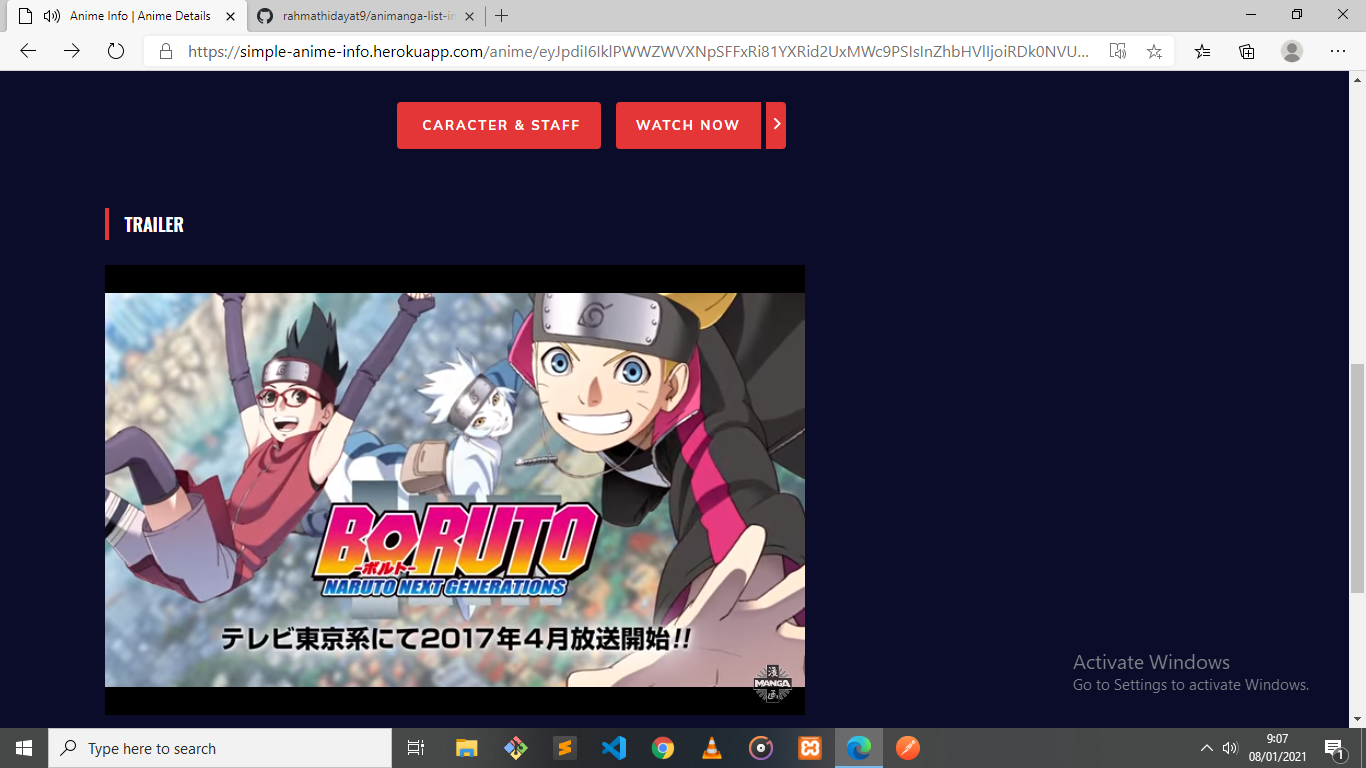 Anime Info | Anime Details
rahmathidayat9/animanga-list-in
https://simple-anime-info.herokuapp.com/anime/eyJpdiI6IklPWWZWVXNpSFFxRi81YXRid2UxMWc9PSIsInZhbHVlIjoiRDk0NVU...
CARACTER & STAFF
WATCH NOW
TRAILER
BORUTO
-ボルト-
NARUTO NEXT GENERATIONS
テレビ東京系にて2017年4月放送開始!!
MANGA
Activate Windows
Go to Settings to activate Windows.
Type here to search
9:07
08/01/2021
1